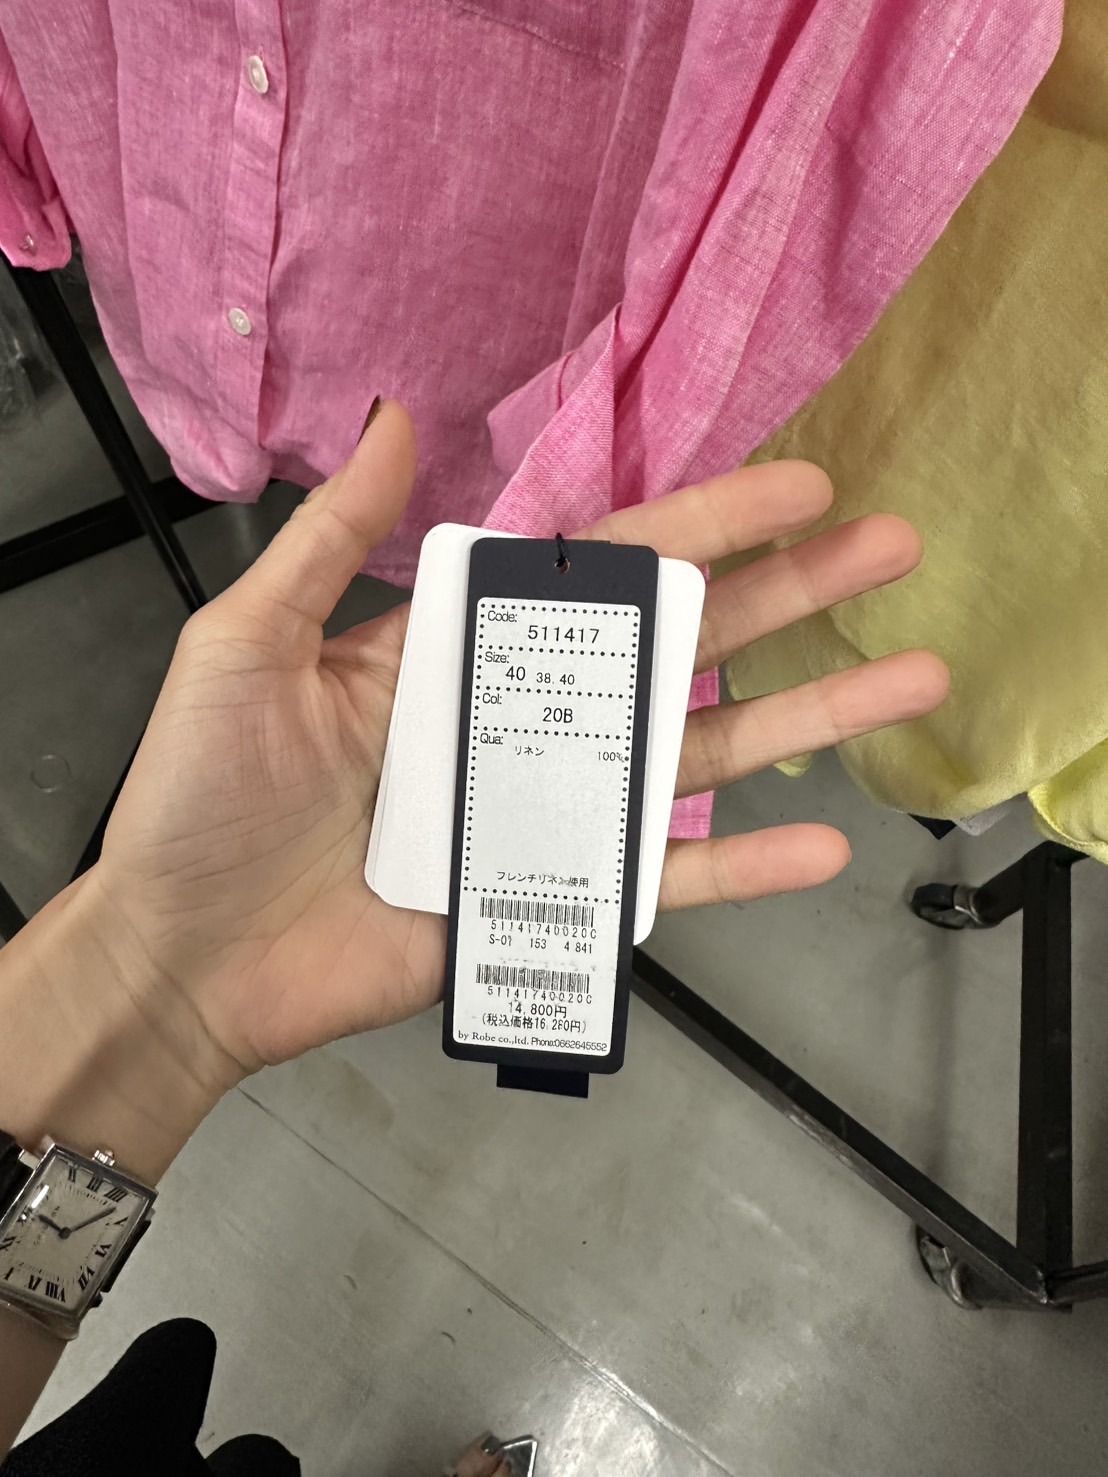 Code:
511417
Size:
40 38.40
Col:
20B
Qua:
リネン 100%
フレンチリネン使用
511417400200
S-01 153 4 841
511417400200
14,800円
(税込価格16,280円)
by Robe co.,ltd. Phone:0662645552